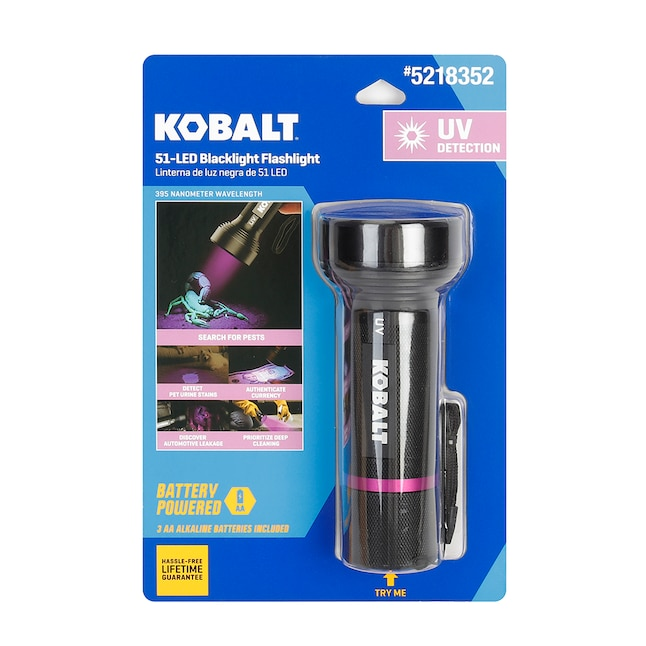 #5218352
KOBALT.
51-LED Blacklight Flashlight
Linterna de luz negra de 51 LED
395 NANOMETER WAVELENGTH
UV
DETECTION
UV
KOBALT
SEARCH FOR PESTS
DETECT
PET URINE STAINS
AUTHENTICATE
CURRENCY
DISCOVER
AUTOMOTIVE LEAKAGE
PRIORITIZE DEEP
CLEANING
UV
KOBALT
BATTERY
POWERED
AA
3 AA ALKALINE BATTERIES INCLUDED
HASSLE-FREE
LIFETIME
GUARANTEE
TRY ME